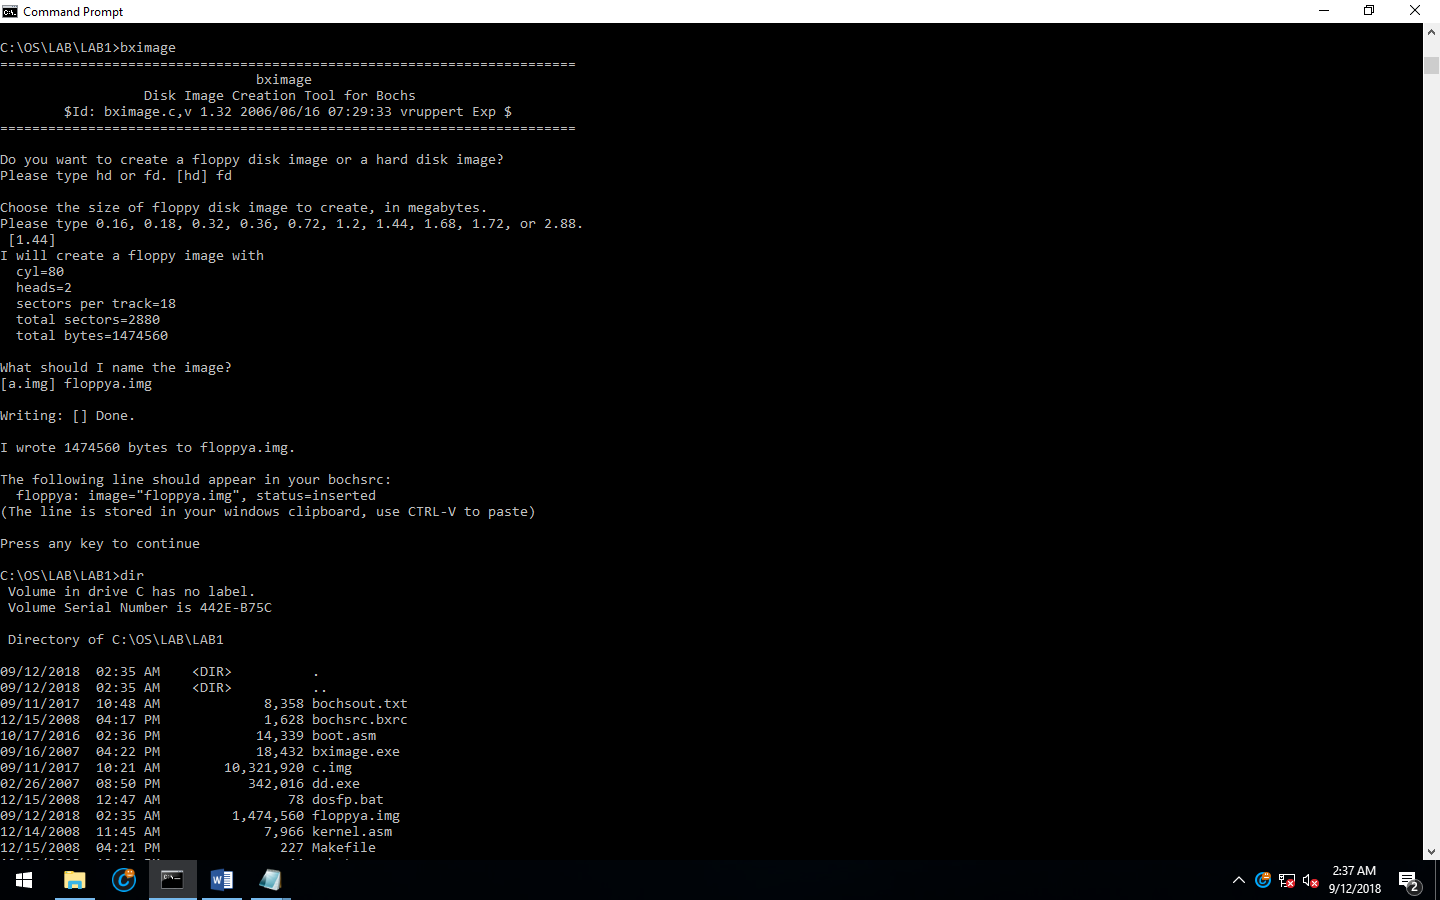 Command Prompt
C:\OS\LAB\LAB1>bximage
========================================================================
                                bximage
                  Disk Image Creation Tool for Bochs
        $Id: bximage.c,v 1.32 2006/06/16 07:29:33 vruppert Exp $
========================================================================
Do you want to create a floppy disk image or a hard disk image?
Please type hd or fd. [hd] fd
Choose the size of floppy disk image to create, in megabytes.
Please type 0.16, 0.18, 0.32, 0.36, 0.72, 1.2, 1.44, 1.68, 1.72, or 2.88.
 [1.44]
I will create a floppy image with
  cyl=80
  heads=2
  sectors per track=18
  total sectors=2880
  total bytes=1474560
What should I name the image?
[a.img] floppya.img
Writing: [] Done.
I wrote 1474560 bytes to floppya.img.
The following line should appear in your bochsrc:
  floppya: image="floppya.img", status=inserted
(The line is stored in your windows clipboard, use CTRL-V to paste)
Press any key to continue
C:\OS\LAB\LAB1>dir
 Volume in drive C has no label.
 Volume Serial Number is 442E-B75C
 Directory of C:\OS\LAB\LAB1
09/12/2018  02:35 AM    <DIR>          .
09/12/2018  02:35 AM    <DIR>          ..
09/11/2017  10:48 AM             8,358 bochsout.txt
12/15/2008  04:17 PM             1,628 bochsrc.bxrc
10/17/2016  02:36 PM            14,339 boot.asm
09/16/2007  04:22 PM            18,432 bximage.exe
09/11/2017  10:21 AM        10,321,920 c.img
02/26/2007  08:50 PM           342,016 dd.exe
12/15/2008  12:47 AM                78 dosfp.bat
09/12/2018  02:35 AM         1,474,560 floppya.img
12/14/2008  11:45 AM             7,966 kernel.asm
12/15/2008  04:21 PM               227 Makefile
2:37 AM
9/12/2018
2